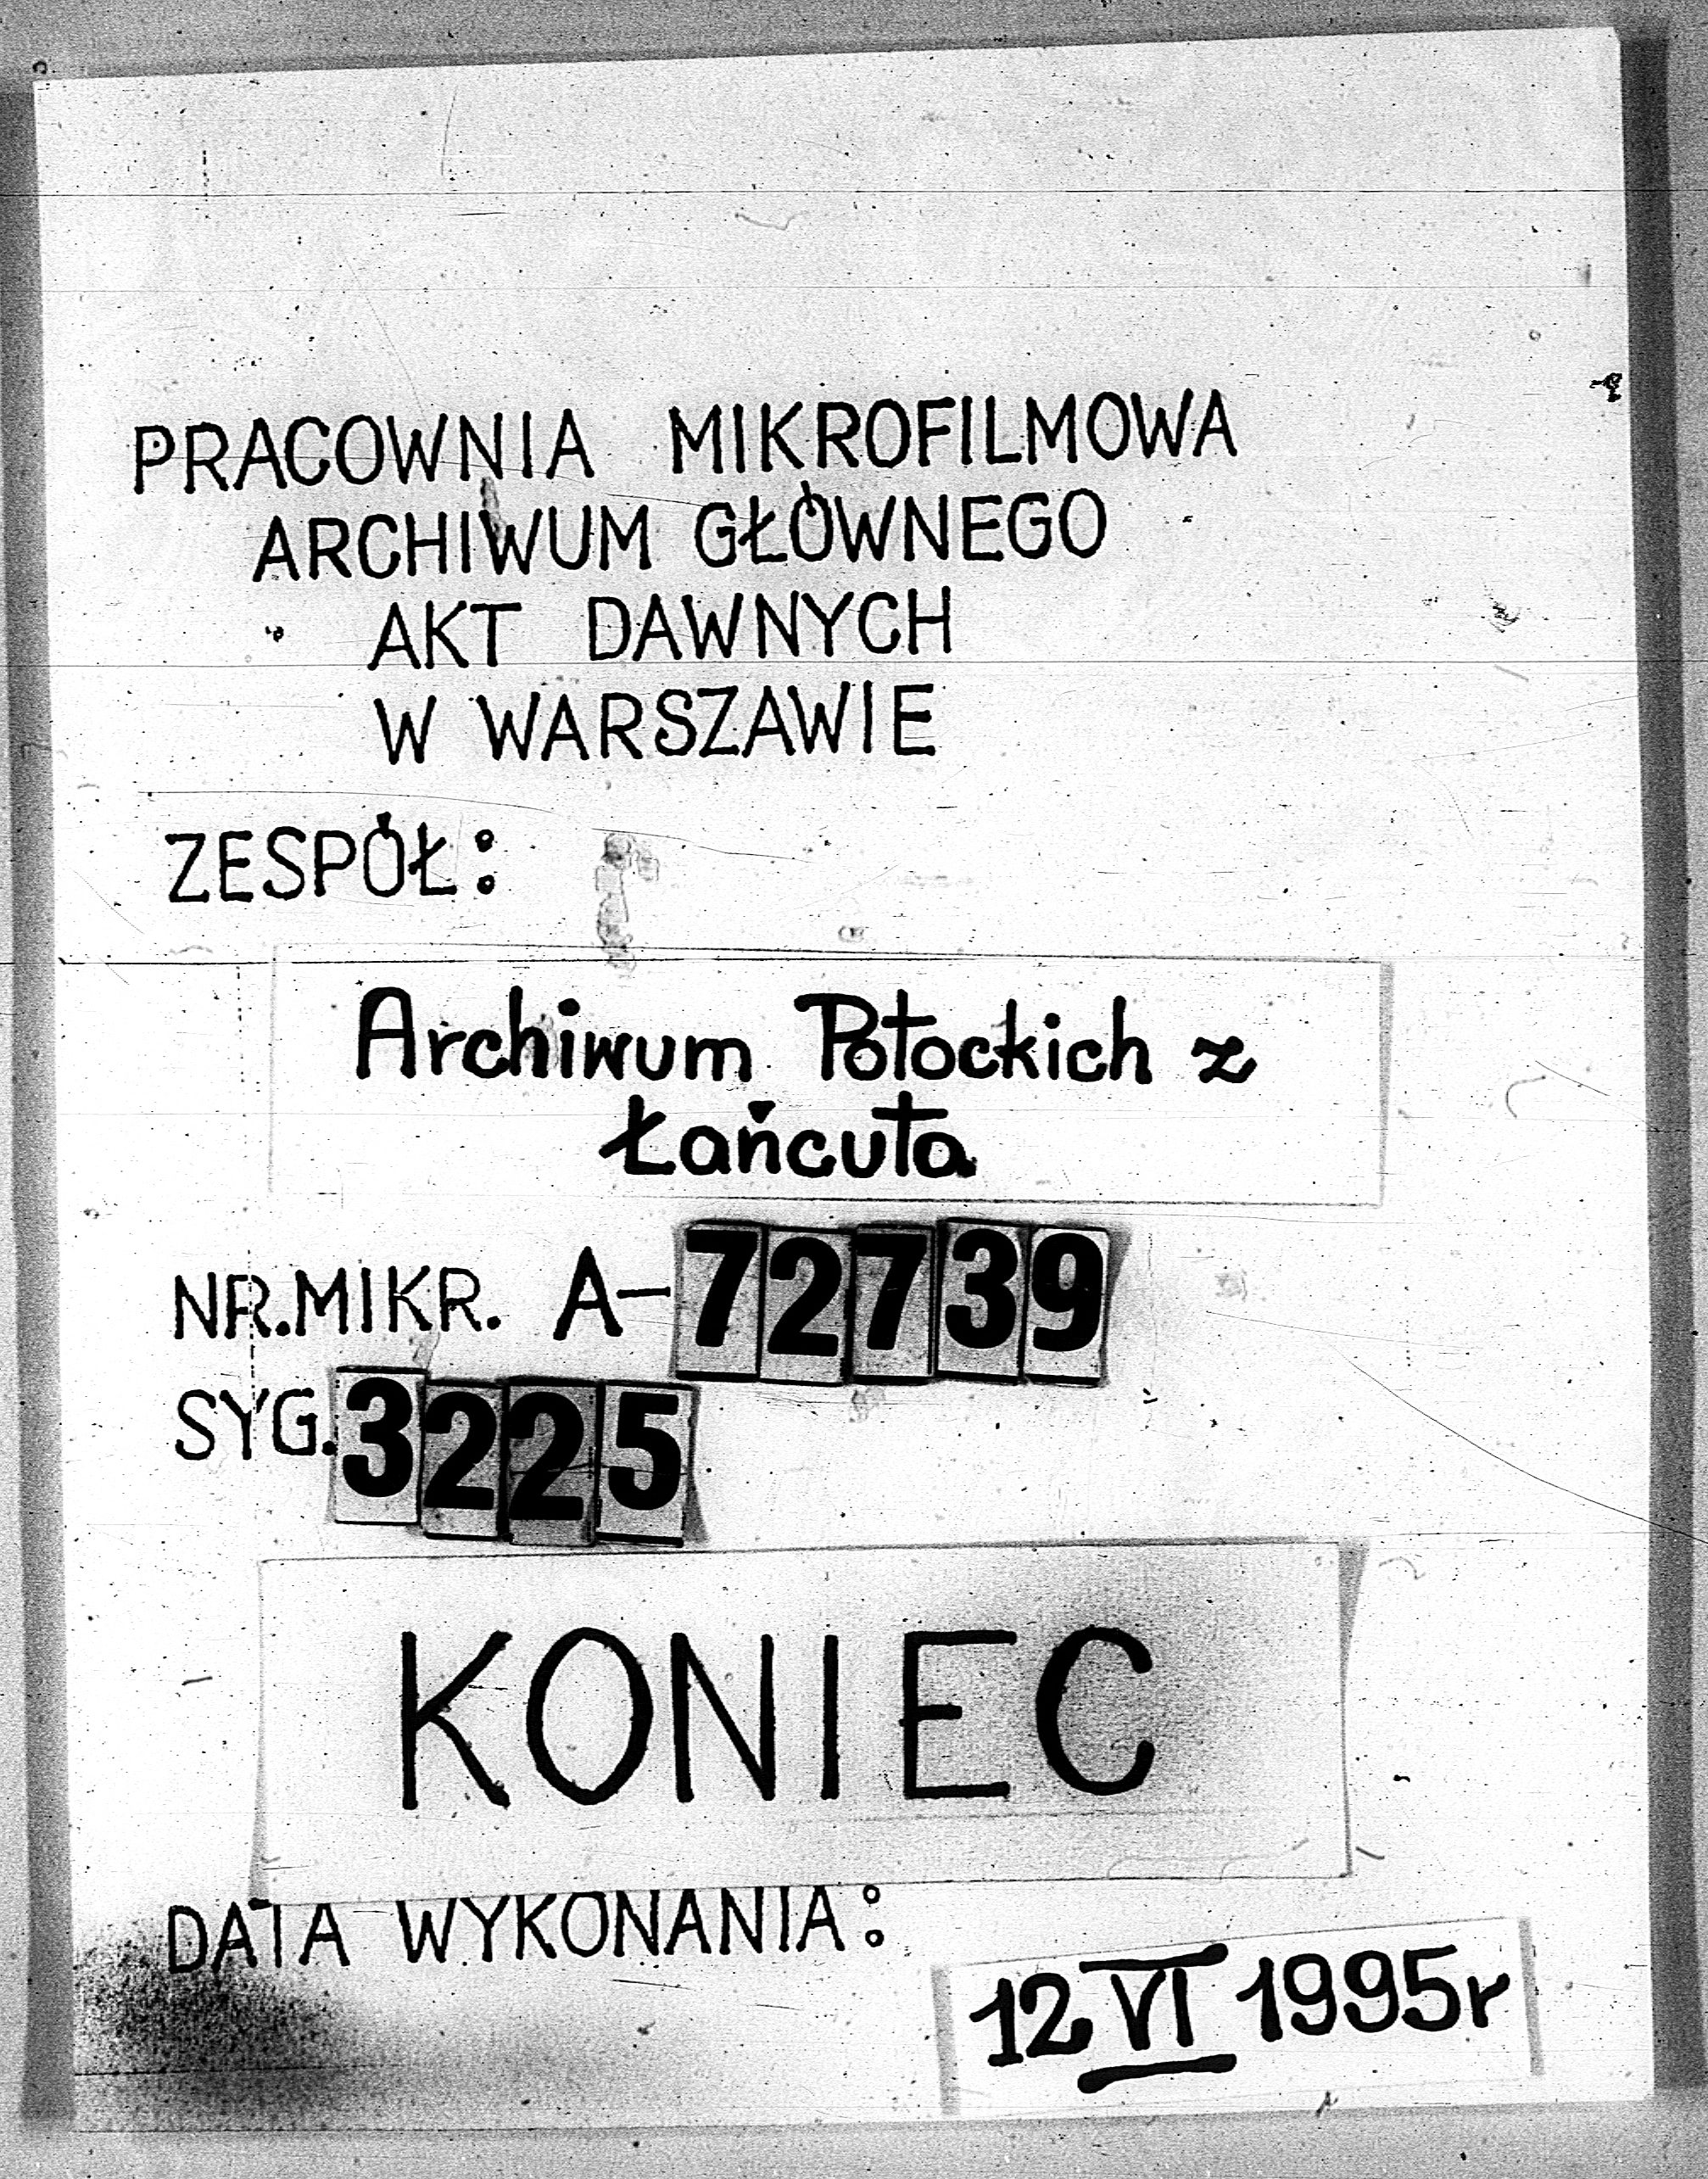 PRACOWNIA MIKROFILMOWA
ARCHIWUM GŁÓWNEGO
AKT DAWNYCH
W WARSZAWIE
ZESPÓŁ:
Archiwum Potockich z
Łańcuta
NR.MIKR. A-72739
SYG.3225
KONIEC
DATA WYKONANIA:
12 VI 1995r